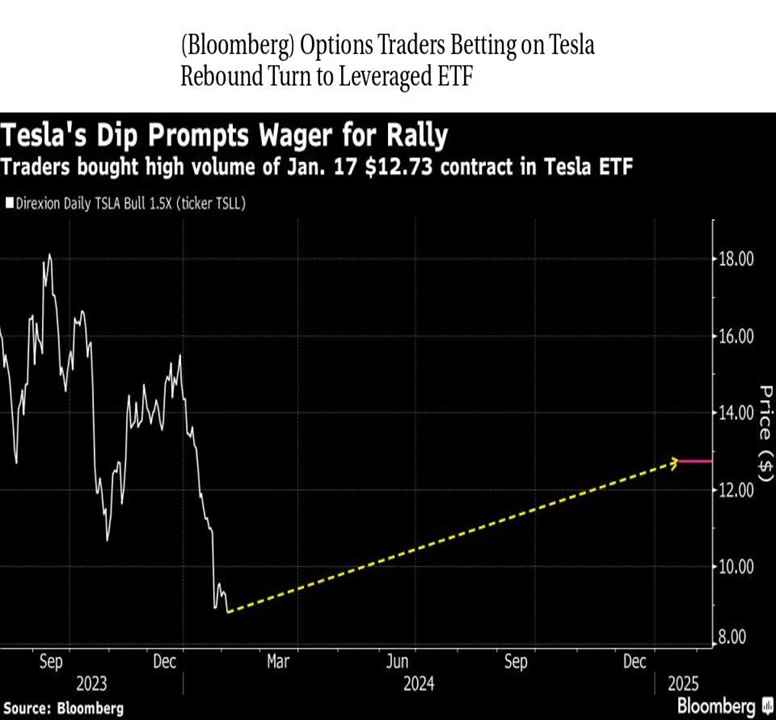 (Bloomberg) Options Traders Betting on Tesla
Rebound Turn to Leveraged ETF
Tesla's Dip Prompts Wager for Rally
Traders bought high volume of Jan. 17 $12.73 contract in Tesla ETF
Direxion Daily TSLA Bull 1.5X (ticker TSLL)
18.00
16.00
14.00
12.00
10.00
8.00
Price ($)
Sep Dec Mar Jun Sep Dec
2023 2024 2025
Source: Bloomberg
Bloomberg